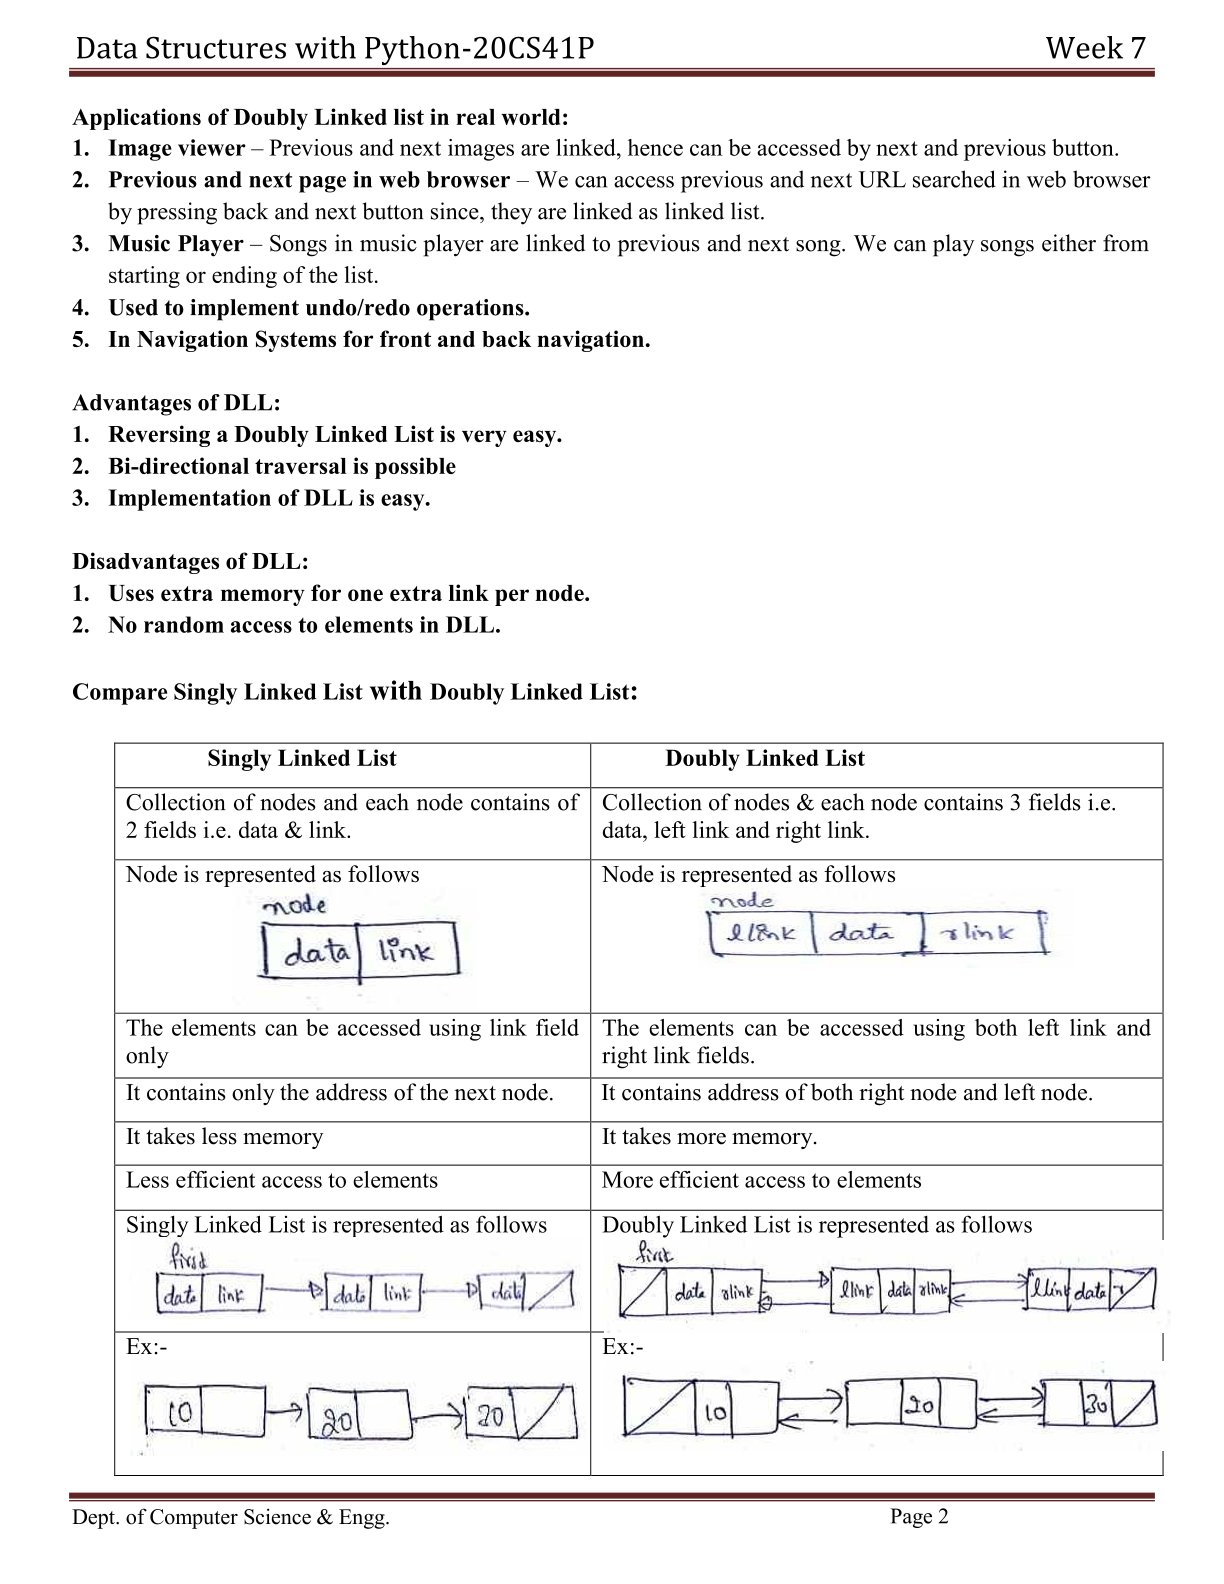 Data Structures with Python-20CS41P Week 7
Applications of Doubly Linked list in real world:
1. Image viewer – Previous and next images are linked, hence can be accessed by next and previous button.
2. Previous and next page in web browser – We can access previous and next URL searched in web browser
by pressing back and next button since, they are linked as linked list.
3. Music Player – Songs in music player are linked to previous and next song. We can play songs either from
starting or ending of the list.
4. Used to implement undo/redo operations.
5. In Navigation Systems for front and back navigation.
Advantages of DLL:
1. Reversing a Doubly Linked List is very easy.
2. Bi-directional traversal is possible
3. Implementation of DLL is easy.
Disadvantages of DLL:
1. Uses extra memory for one extra link per node.
2. No random access to elements in DLL.
Compare Singly Linked List with Doubly Linked List:
Singly Linked List Doubly Linked List
Collection of nodes and each node contains of
2 fields i.e. data & link.
Collection of nodes & each node contains 3 fields i.e.
data, left link and right link.
Node is represented as follows
node
data link
Node is represented as follows
node
llink data rlink
The elements can be accessed using link field
only
The elements can be accessed using both left link and
right link fields.
It contains only the address of the next node.
It contains address of both right node and left node.
It takes less memory
It takes more memory.
Less efficient access to elements
More efficient access to elements
Singly Linked List is represented as follows
first
data link data link data
Doubly Linked List is represented as follows
first
data rlink llink data rlink llink data
Ex:-
10 20 20
Ex:-
10 20 30
Dept. of Computer Science & Engg. Page 2